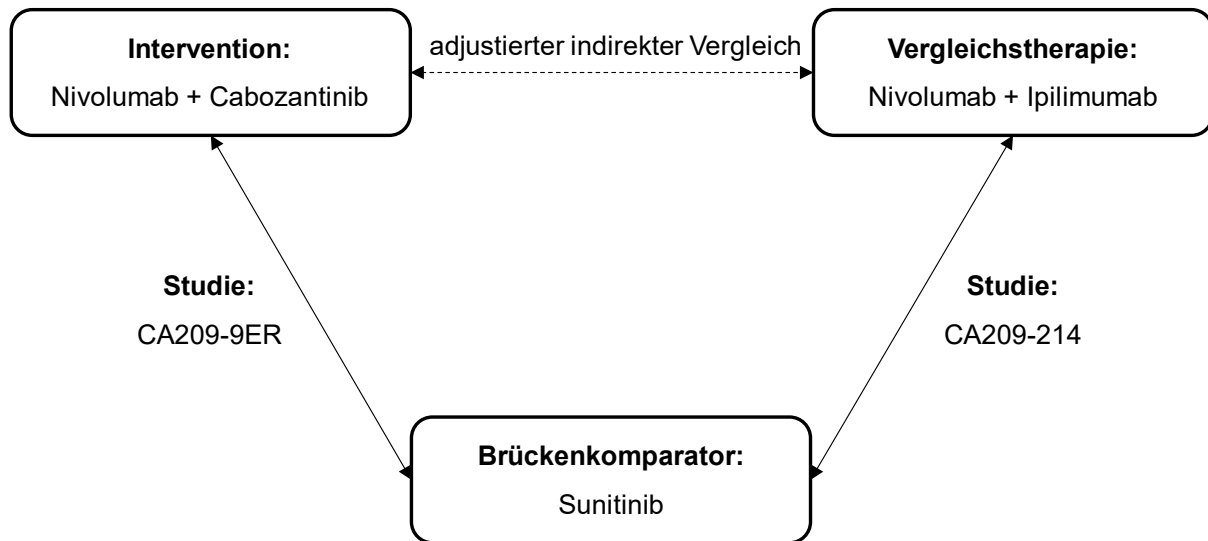 Intervention:
Nivolumab + Cabozantinib
adjustierter indirekter Vergleich
Vergleichstherapie:
Nivolumab + Ipilimumab
Studie:
CA209-9ER
Studie:
CA209-214
Brückenkomparator:
Sunitinib